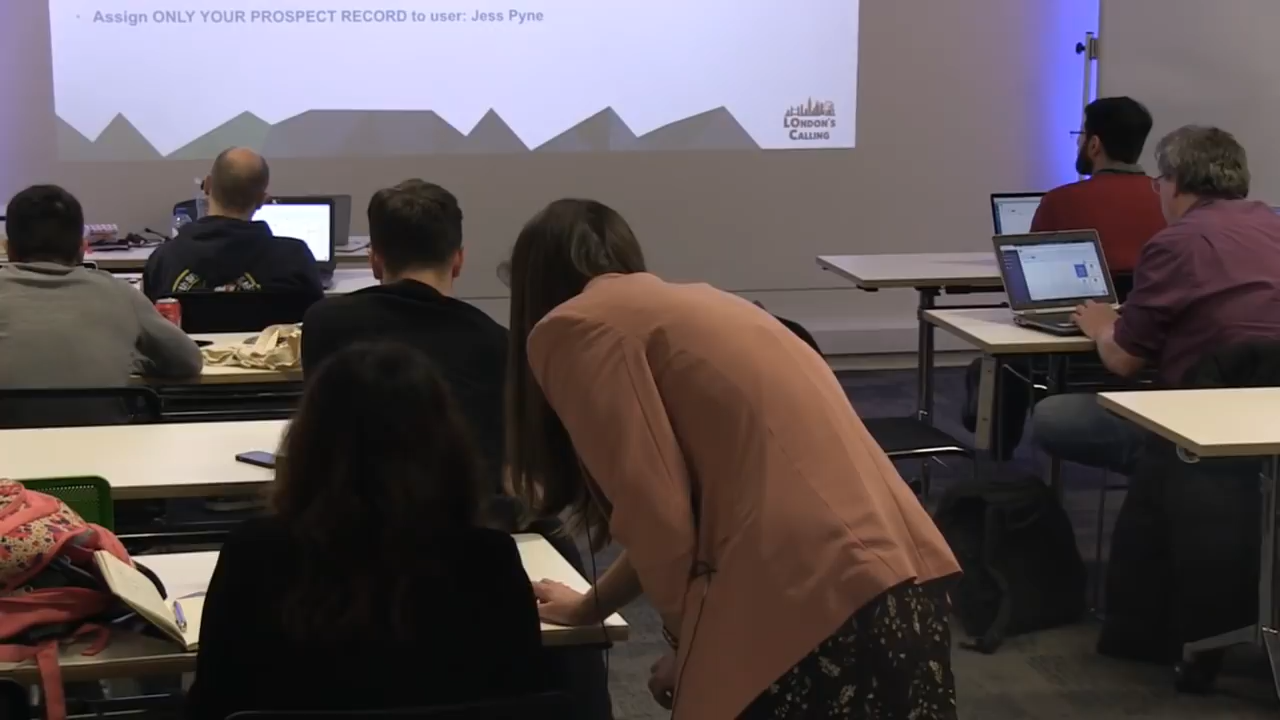 · Assign ONLY YOUR PROSPECT RECORD to user: Jess Pyne
LONDON'S
CALLING